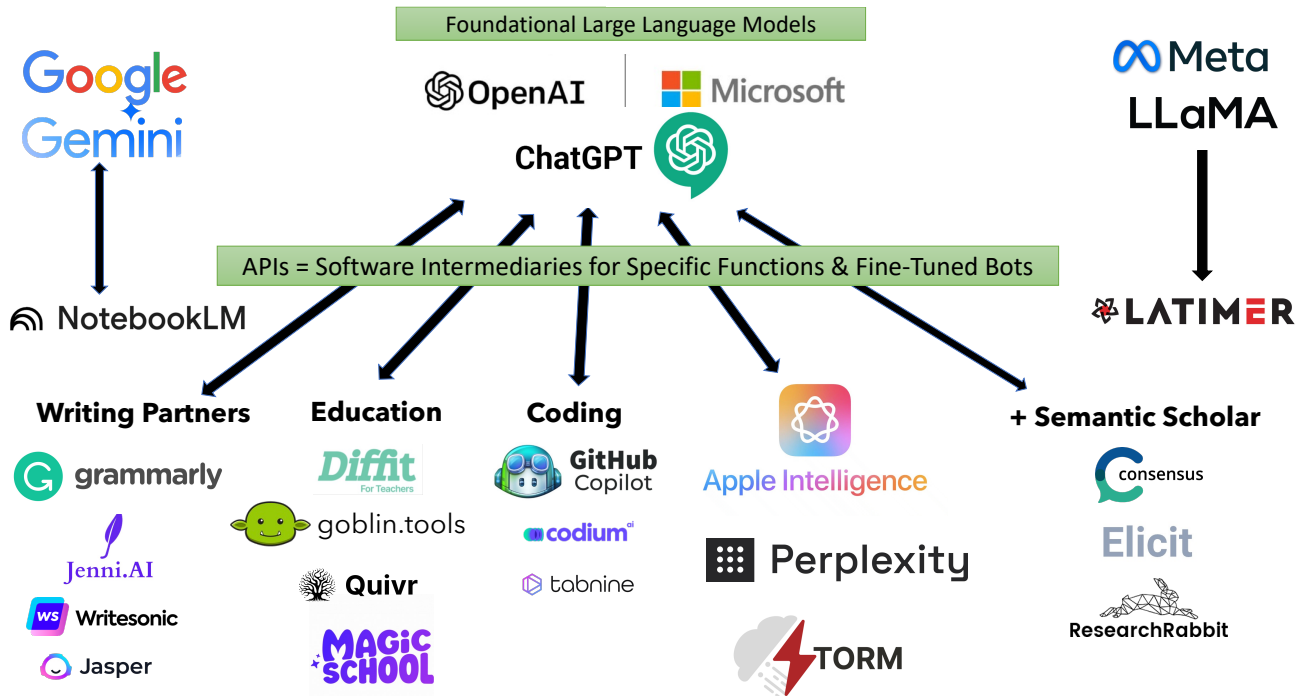 Foundational Large Language Models
Google
Gemini
OpenAI
Microsoft
ChatGPT
Meta
LLaMA
APIs = Software Intermediaries for Specific Functions & Fine-Tuned Bots
NotebookLM
LATIMER
Writing Partners
grammarly
Jenni.AI
WS Writesonic
Jasper
Education
Diffit
For Teachers
goblin.tools
Quivr
MAGiC
SCHOOL
Coding
GitHub
Copilot
codium ai
tabnine
Apple Intelligence
Perplexity
TORM
+ Semantic Scholar
consensus
Elicit
ResearchRabbit